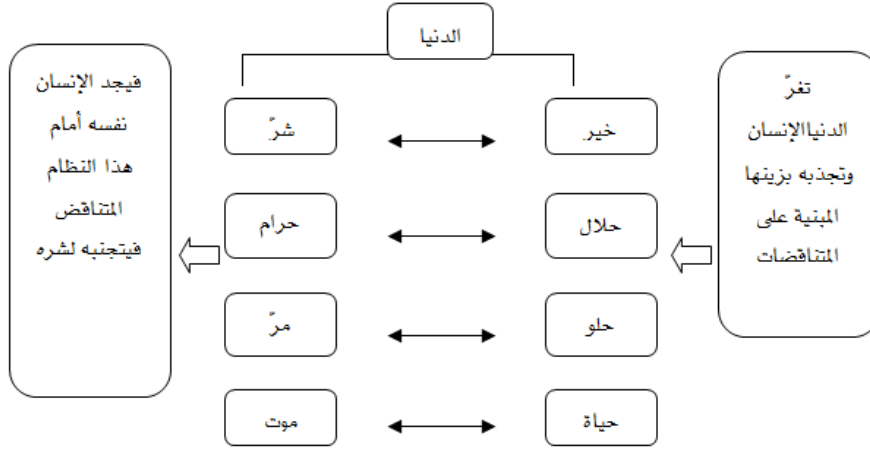 الدنيا
تغرّ
الدنياالإنسان
وتجذبه بزينها
المبنية على
المتناقضات
خير
شرّ
حلال
حرام
حلو
مرّ
حياة
موت
فيجد الإنسان
نفسه أمام
هذا النظام
المتناقض
فيتجنبه لشره